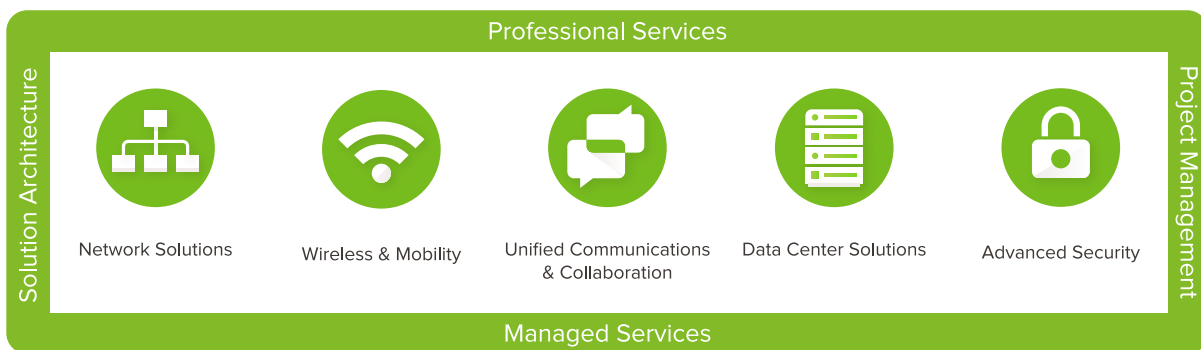 Professional Services
Solution Architecture
Network Solutions
Wireless & Mobility
Unified Communications
& Collaboration
Data Center Solutions
Advanced Security
Project Management
Managed Services